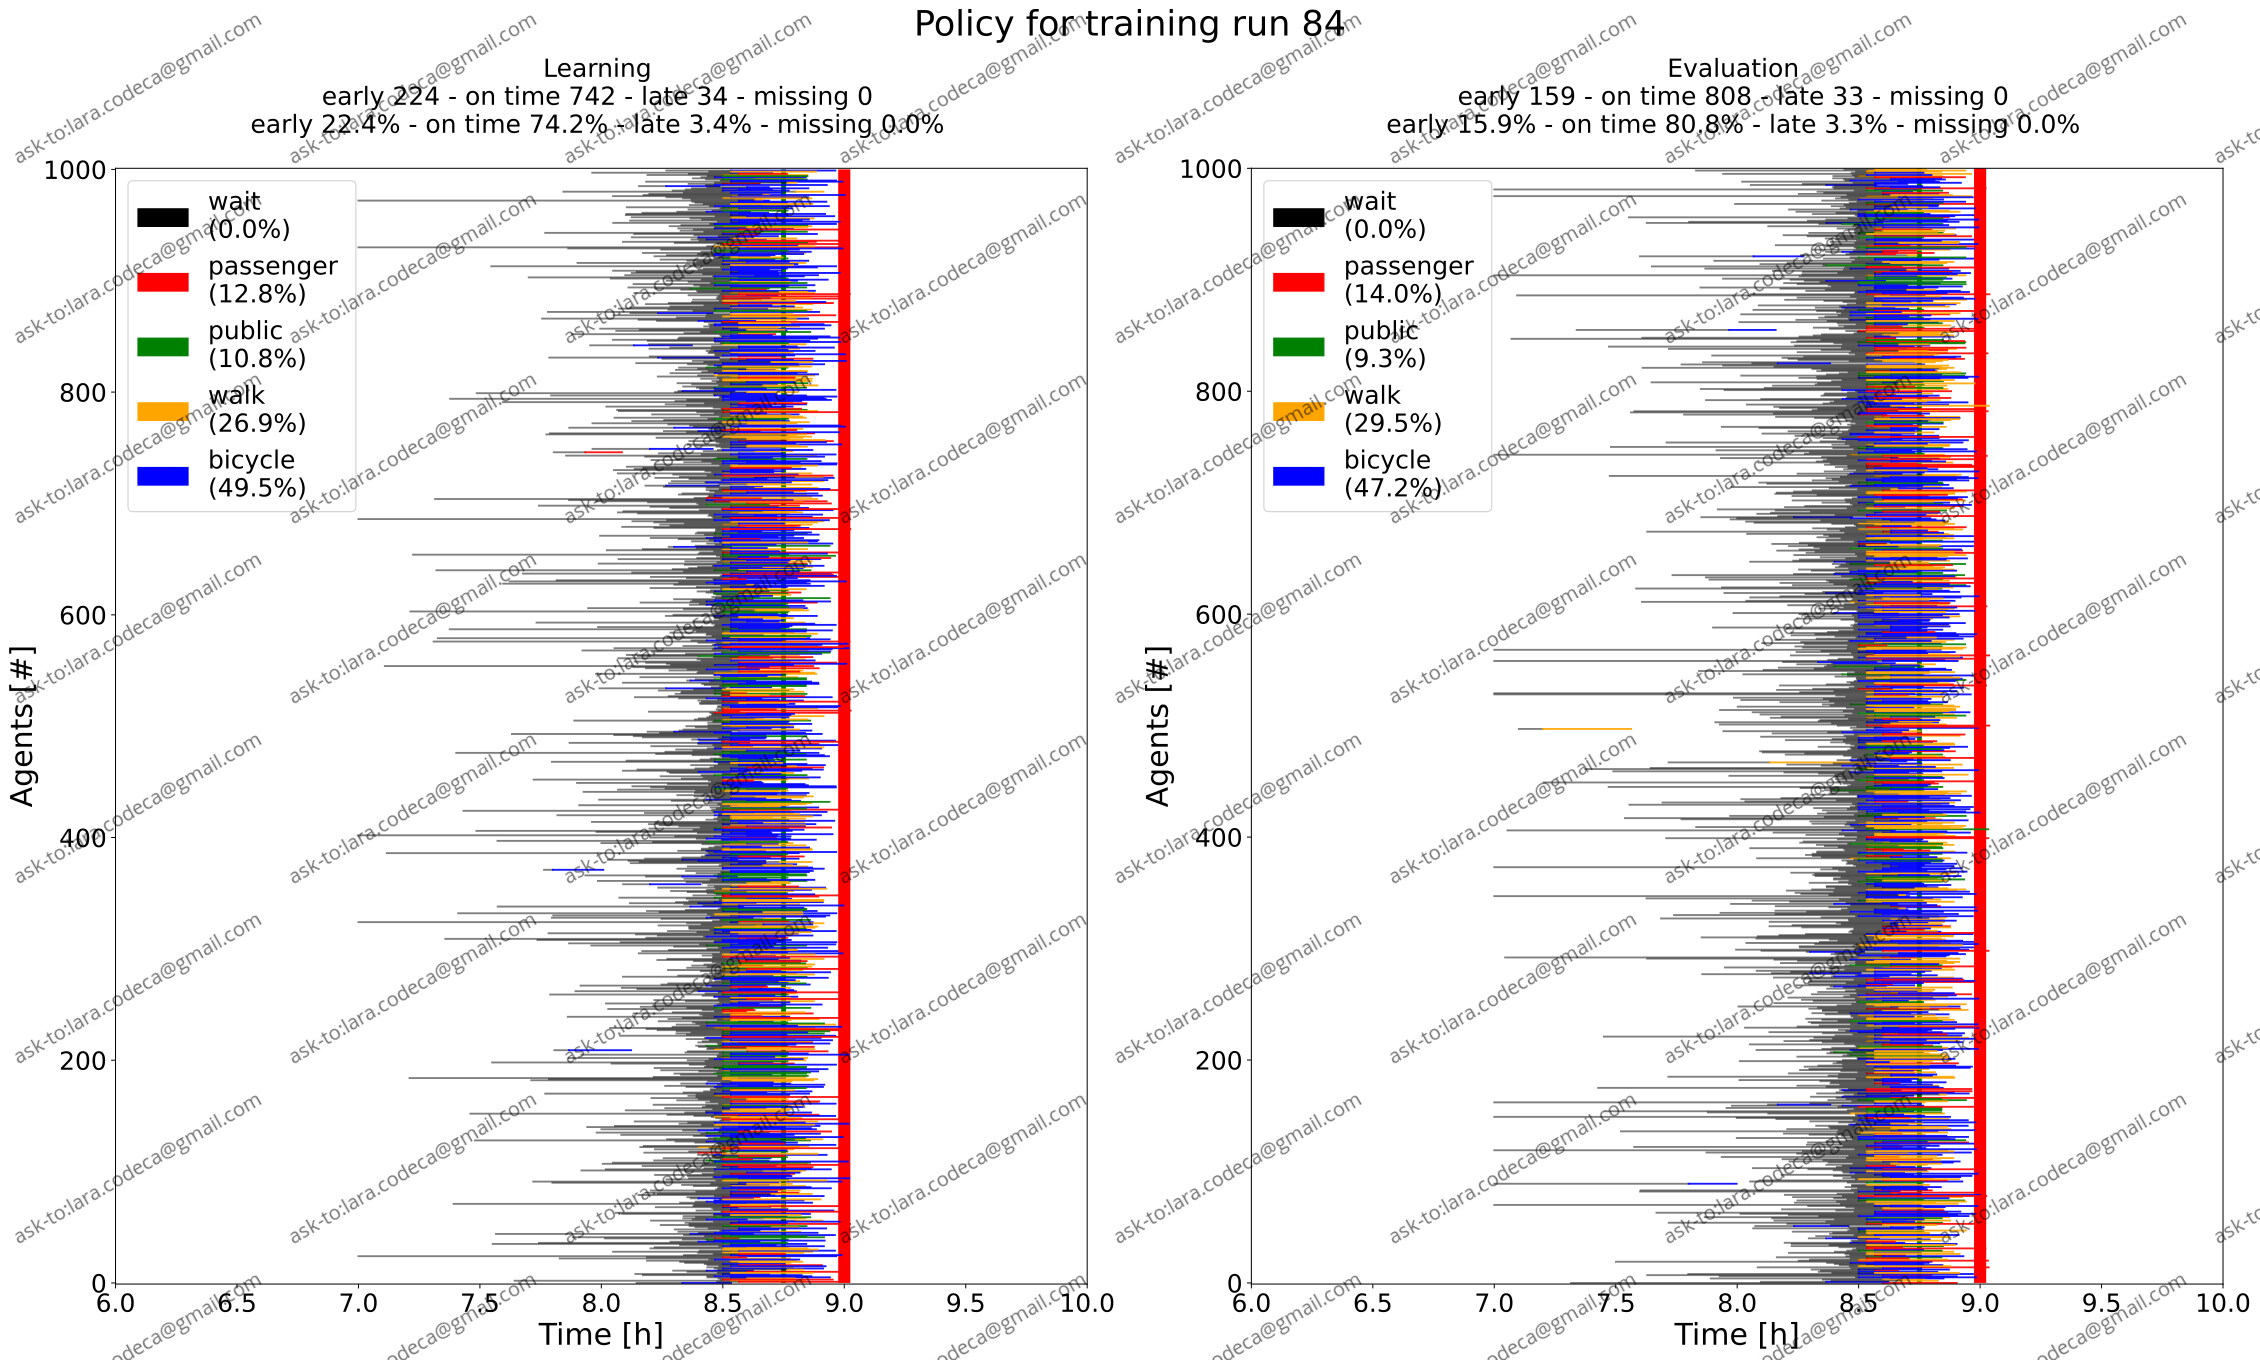 Policy for training run 84
Learning
early 224 - on time 742 - late 34 - missing 0
early 22.4% - on time 74.2% - late 3.4% - missing 0.0%
1000
800
600
400
200
0
Agents [#]
wait
(0.0%)
passenger
(12.8%)
public
(10.8%)
walk
(26.9%)
bicycle
(49.5%)
6.0 6.5 7.0 7.5 8.0 8.5 9.0 9.5 10.0
Time [h]
Evaluation
early 159 - on time 808 - late 33 - missing 0
early 15.9% - on time 80.8% - late 3.3% - missing 0.0%
1000
800
600
400
200
0
Agents [#]
wait
(0.0%)
passenger
(14.0%)
public
(9.3%)
walk
(29.5%)
bicycle
(47.2%)
6.0 6.5 7.0 7.5 8.0 8.5 9.0 9.5 10.0
Time [h]
ask-to:lara.codeca@gmail.com